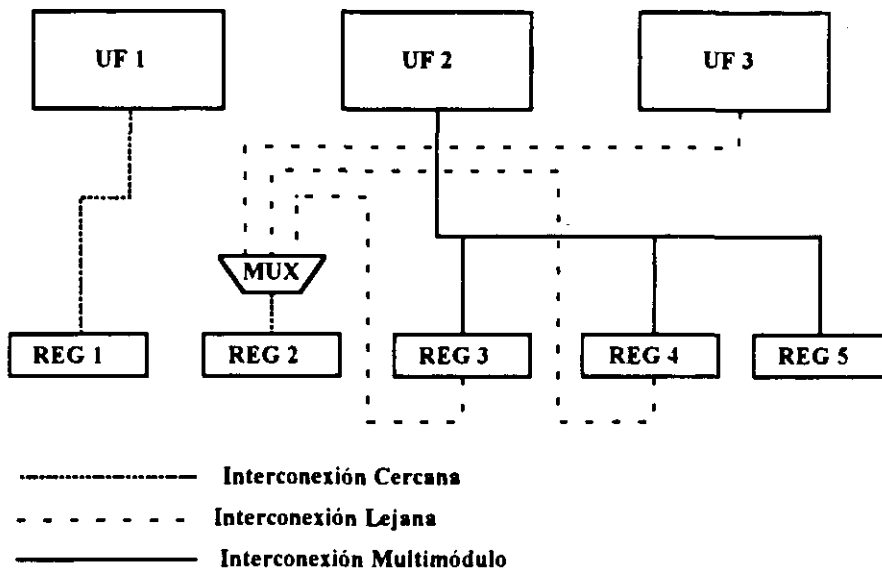 UF 1
UF 2
UF 3
MUX
REG 1
REG 2
REG 3
REG 4
REG 5
Interconexión Cercana
Interconexión Lejana
Interconexión Multimódulo